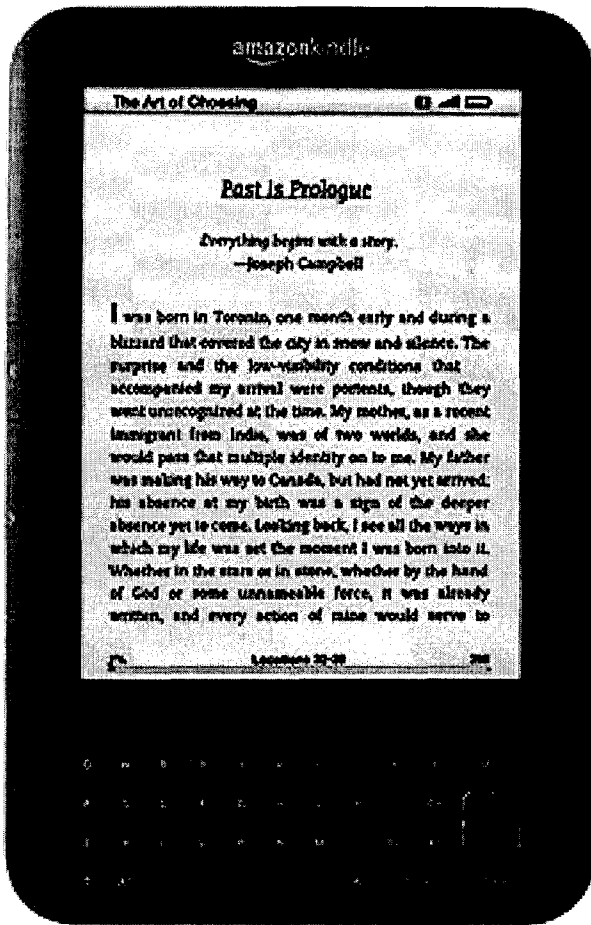 amazonkindle
The Art of Choosing
Past Is Prologue
Everything begins with a story.
—Joseph Campbell
I was born in Toronto, one month early and during a
blizzard that covered the city in snow and silence. The
surprise and the low-visibility conditions that
accompanied my arrival were portents, though they
went unrecognized at the time. My mother, as a recent
immigrant from India, was of two worlds, and she
would pass that multiple identity on to me. My father
was making his way to Canada, but had not yet arrived;
his absence at my birth was a sign of the deeper
absence yet to come. Looking back, I see all the ways in
which my life was set the moment I was born into it.
Whether in the stars or in stone, whether by the hand
of God or some unnameable force, it was already
written, and every action of mine would serve to
Locations